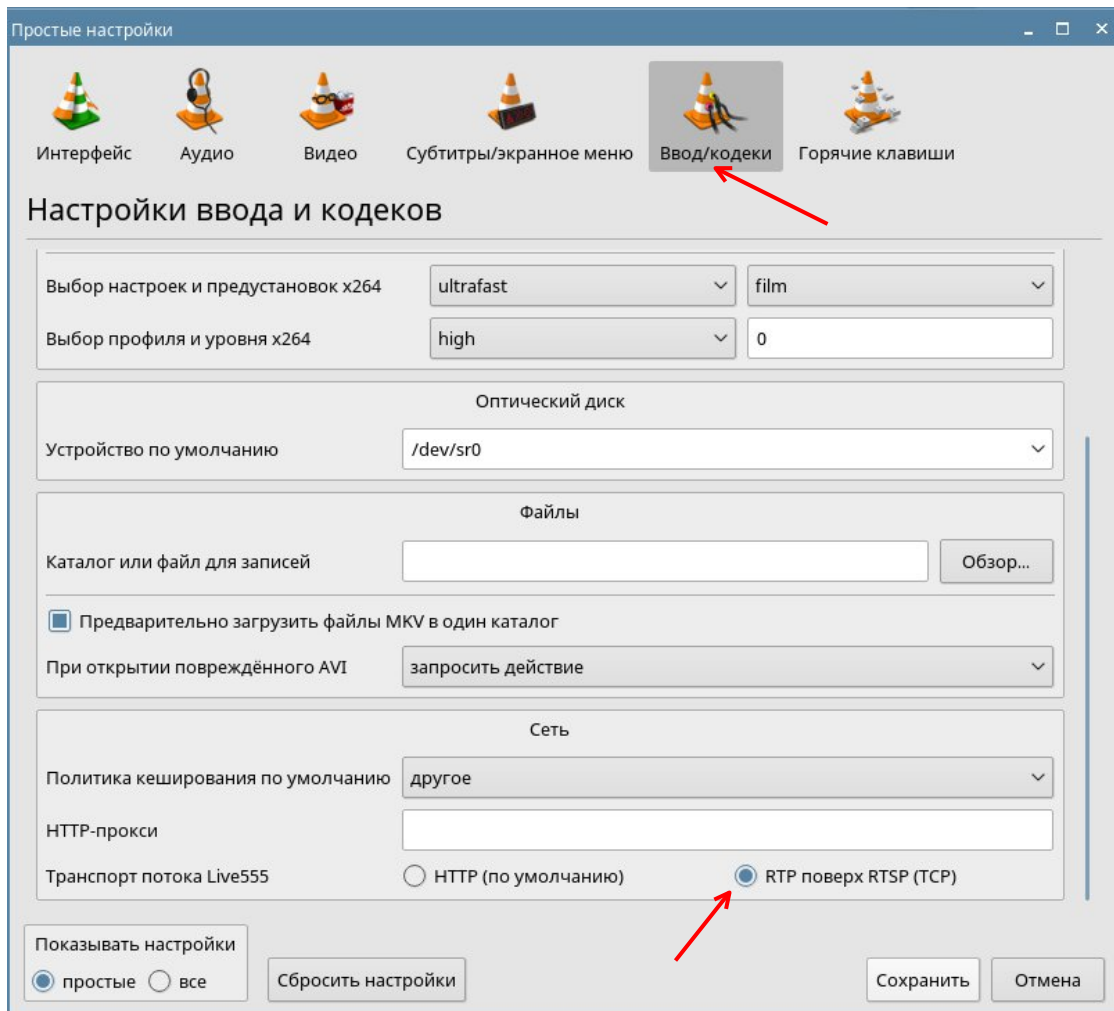 Простые настройки
Интерфейс
Аудио
Видео
Субтитры/экранное меню
Ввод/кодеки
Горячие клавиши
Настройки ввода и кодеков
Выбор настроек и предустановок x264 ultrafast film
Выбор профиля и уровня x264 high 0
Оптический диск
Устройство по умолчанию /dev/sr0
Файлы
Каталог или файл для записей Обзор...
Предварительно загрузить файлы MKV в один каталог
При открытии повреждённого AVI запросить действие
Сеть
Политика кеширования по умолчанию другое
HTTP-прокси
Транспорт потока Live555 HTTP (по умолчанию) RTP поверх RTSP (TCP)
Показывать настройки
простые все
Сбросить настройки
Сохранить
Отмена